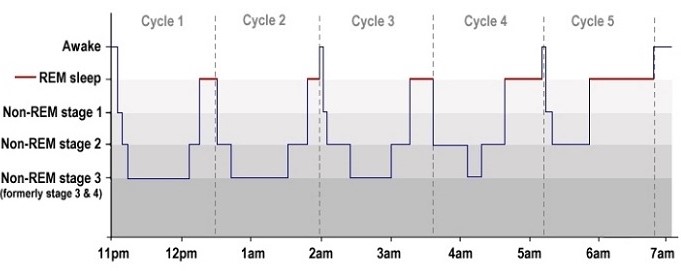 Cycle 1 Cycle 2 Cycle 3 Cycle 4 Cycle 5
Awake
REM sleep
Non-REM stage 1
Non-REM stage 2
Non-REM stage 3
(formerly stage 3 & 4)
11pm 12pm 1am 2am 3am 4am 5am 6am 7am